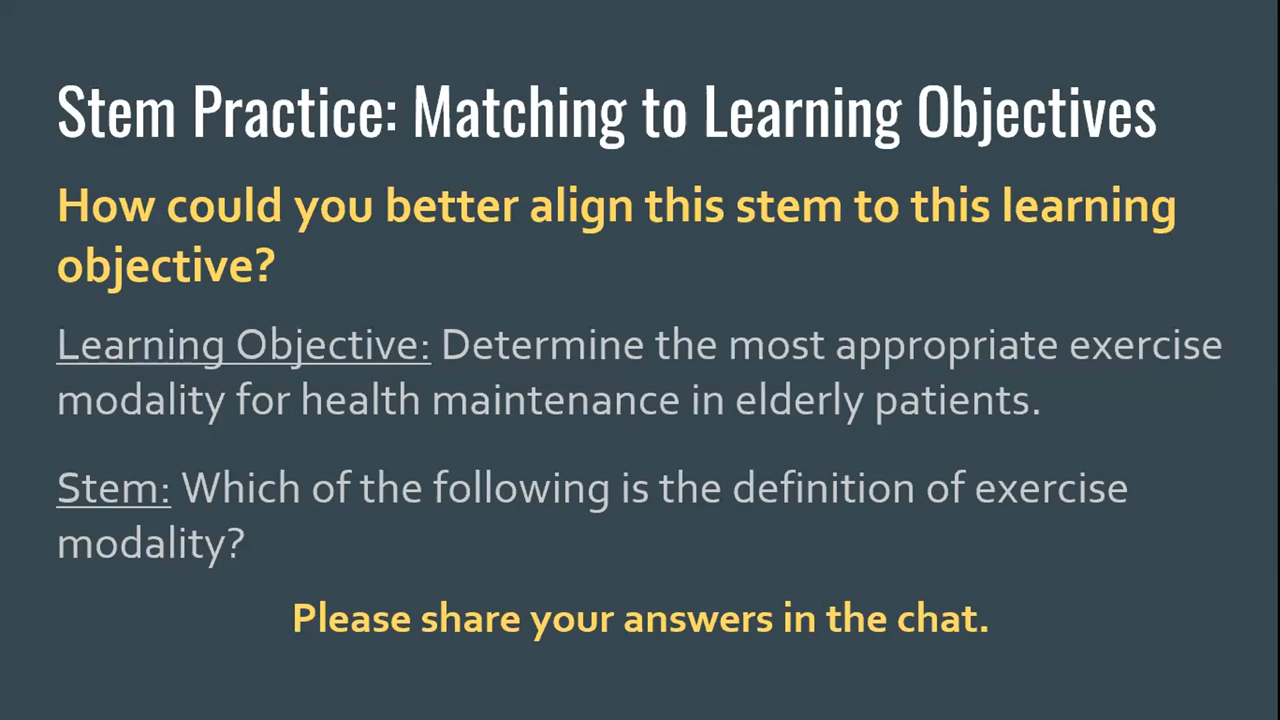 Stem Practice: Matching to Learning Objectives
How could you better align this stem to this learning
objective?
Learning Objective: Determine the most appropriate exercise
modality for health maintenance in elderly patients.
Stem: Which of the following is the definition of exercise
modality?
Please share your answers in the chat.